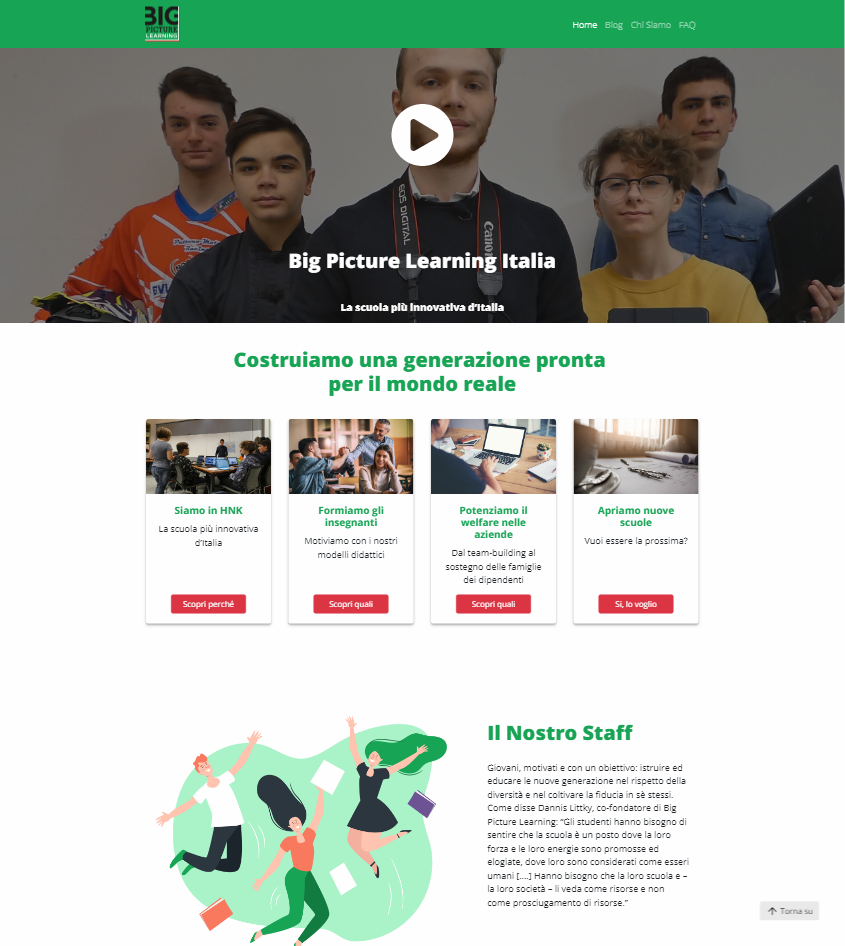 BIG
PICTURE
LEARNING
Home Blog Chi Siamo FAQ
EOS DIGITAL
Canon
Big Picture Learning Italia
La scuola più innovativa d'Italia
Costruiamo una generazione pronta
per il mondo reale
Siamo in HNK
La scuola più innovativa
d'Italia
Scopri perché
Formiamo gli
insegnanti
Motiviamo con i nostri
modelli didattici
Scopri quali
Potenziamo il
welfare nelle
aziende
Dal team-building al
sostegno delle famiglie
dei dipendenti
Scopri quali
Apriamo nuove
scuole
Vuoi essere la prossima?
Si, lo voglio
Il Nostro Staff
Giovani, motivati e con un obiettivo: istruire ed
educare le nuove generazione nel rispetto della
diversità e nel coltivare la fiducia in sè stessi.
Come disse Dannis Littky, co-fondatore di Big
Picture Learning: “Gli studenti hanno bisogno di
sentire che la scuola è un posto dove la loro
forza e le loro energie sono promosse ed
elogiate, dove loro sono considerati come esseri
umani [....] Hanno bisogno che la loro scuola e –
la loro società – li veda come risorse e non
come prosciugamento di risorse.”
Torna su